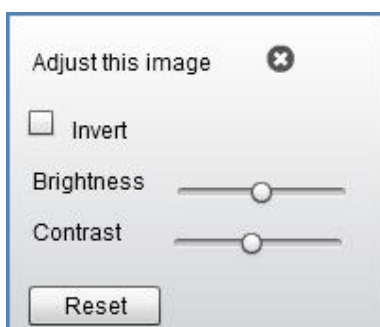 Adjust this image
Invert
Brightness
Contrast
Reset